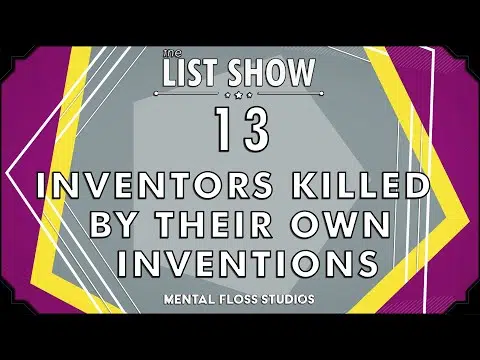 the
LIST SHOW
13
INVENTORS KILLED
BY THEIR OWN
INVENTIONS
MENTAL FLOSS STUDIOS